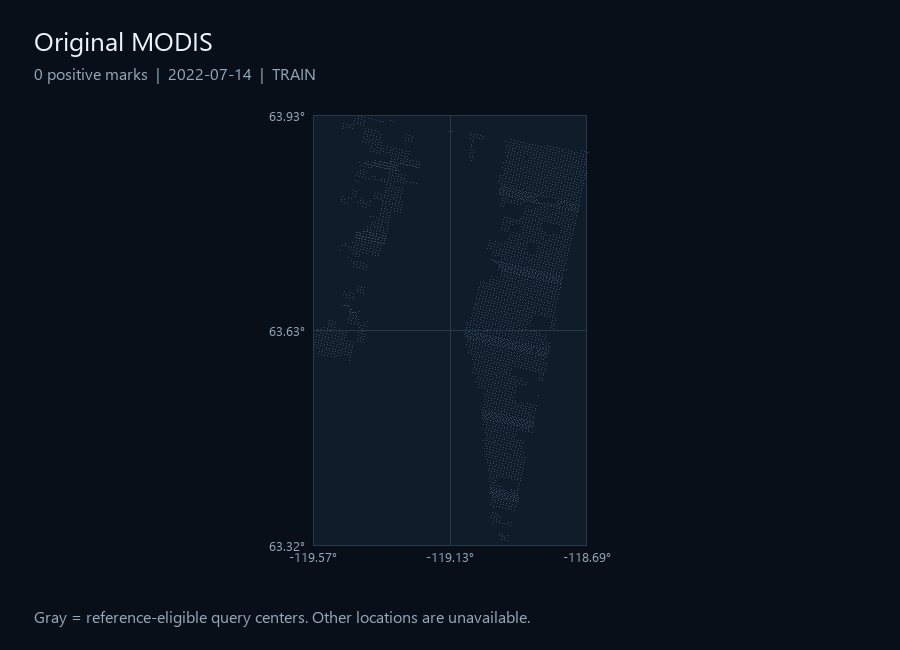 Original MODIS
0 positive marks | 2022-07-14 | TRAIN
63.93°
63.63°
63.32°
-119.57° -119.13° -118.69°
Gray = reference-eligible query centers. Other locations are unavailable.